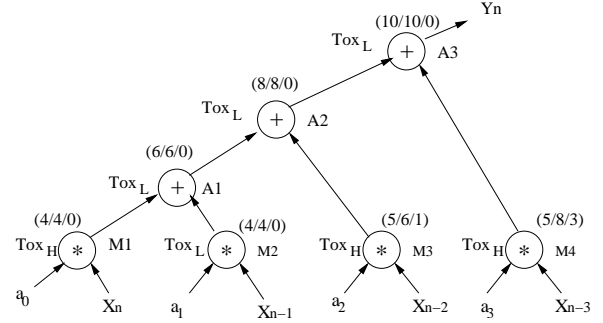 (10/10/0) Yn
Tox L + A3
(8/8/0)
Tox L + A2
(6/6/0)
Tox L + A1
(4/4/0) (4/4/0) (5/6/1) (5/8/3)
Tox H * M1 Tox L * M2 Tox H * M3 Tox H * M4
a0 Xn a1 Xn−1 a2 Xn−2 a3 Xn−3